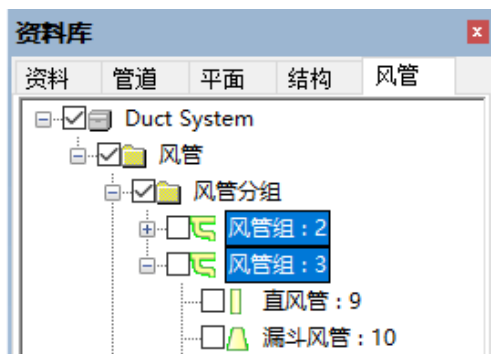 资料库
资料 管道 平面 结构 风管
Duct System
风管
风管分组
风管组：2
风管组：3
直风管：9
漏斗风管：10